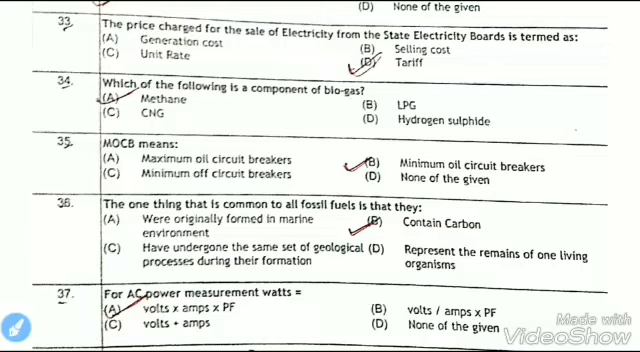 (D) None of the given
33. The price charged for the sale of Electricity from the State Electricity Boards is termed as:
(A) Generation cost (B) Selling cost
(C) Unit Rate (D) Tariff
34. Which of the following is a component of bio-gas?
(A) Methane (B) LPG
(C) CNG (D) Hydrogen sulphide
35. MOCB means:
(A) Maximum oil circuit breakers (B) Minimum oil circuit breakers
(C) Minimum off circuit breakers (D) None of the given
36. The one thing that is common to all fossil fuels is that they:
(A) Were originally formed in marine (B) Contain Carbon
environment
(C) Have undergone the same set of geological (D) Represent the remains of one living
processes during their formation organisms
37. For AC power measurement watts =
(A) volts x amps x PF (B) volts / amps x PF
(C) volts + amps (D) None of the given
Made with
VideoShow